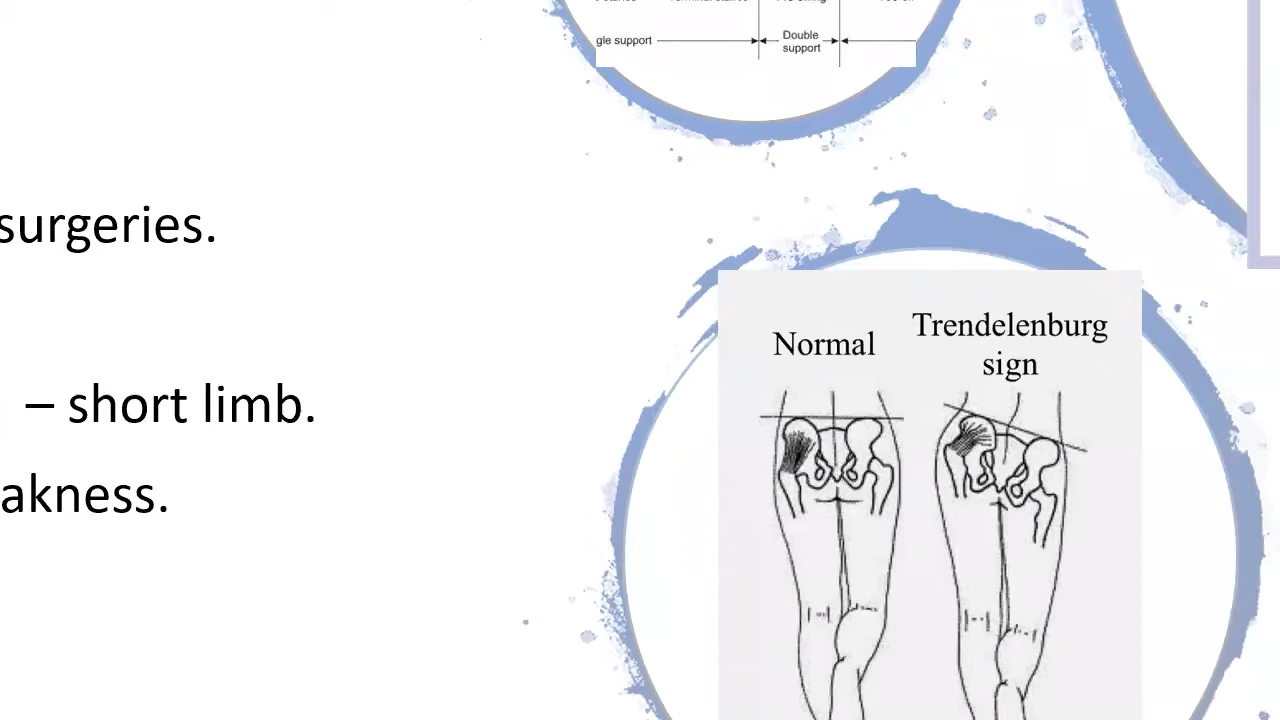 gle support
Double
support
surgeries.
– short limb.
akness.
Normal
Trendelenburg
sign